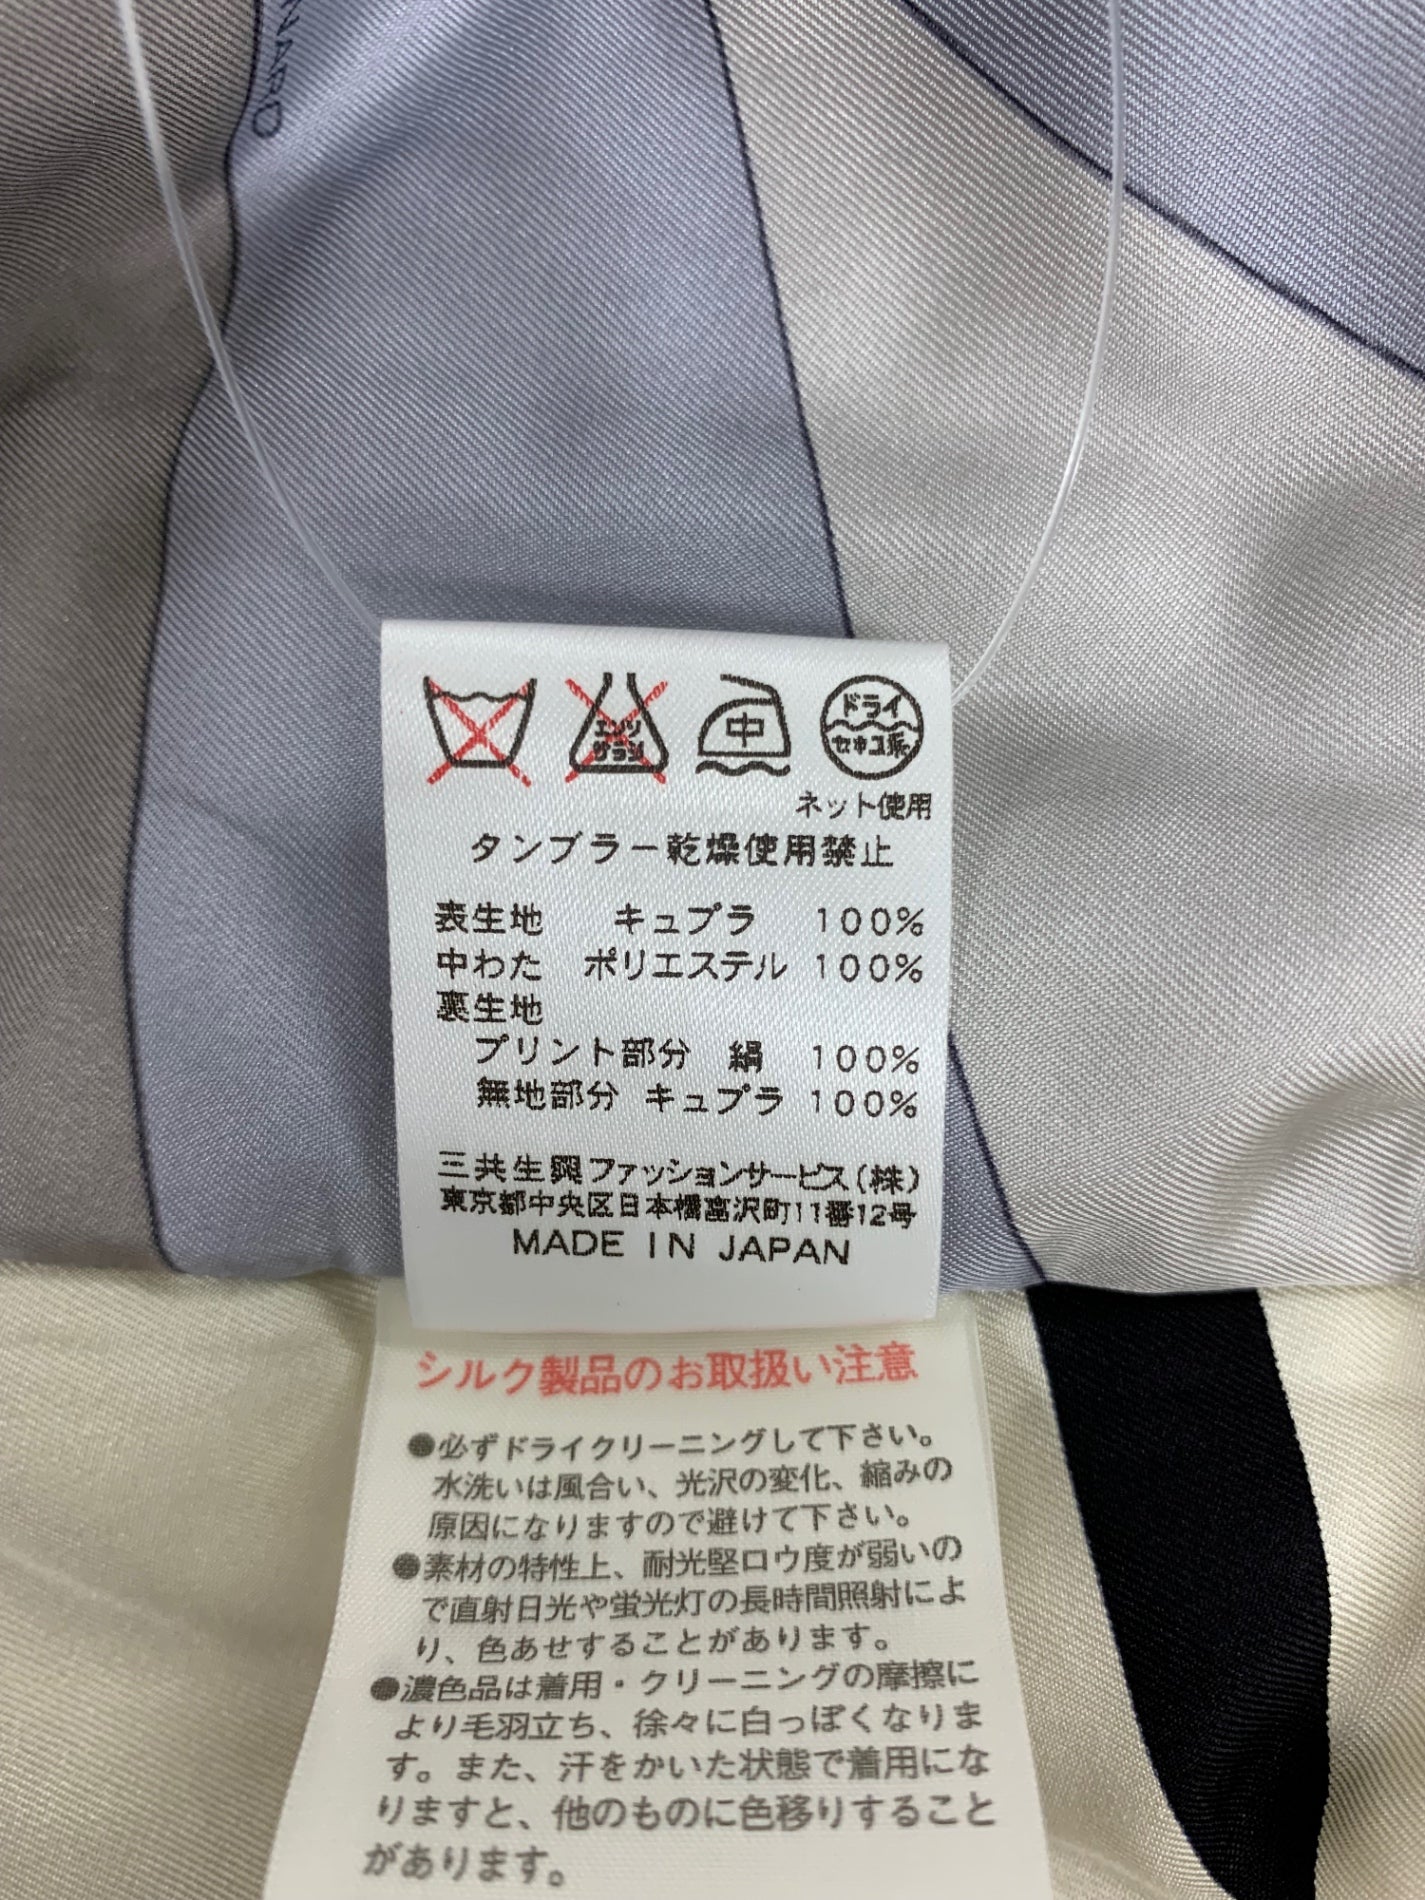 NARD
エンソ
サラシ
中
ドライ
セキユ系
ネット使用
タンブラー乾燥使用禁止
表生地 キュプラ 100%
中わた ポリエステル 100%
裏生地
プリント部分 絹 100%
無地部分 キュプラ 100%
三共生興ファッションサービス(株)
東京都中央区日本橋富沢町11番12号
MADE IN JAPAN
シルク製品のお取扱い注意
●必ずドライクリーニングして下さい。
水洗いは風合い、光沢の変化、縮みの
原因になりますので避けて下さい。
●素材の特性上、耐光堅ロウ度が弱いの
で直射日光や蛍光灯の長時間照射によ
り、色あせすることがあります。
●濃色品は着用・クリーニングの摩擦に
より毛羽立ち、徐々に白っぽくなりま
す。また、汗をかいた状態で着用にな
りますと、他のものに色移りすること
があります。